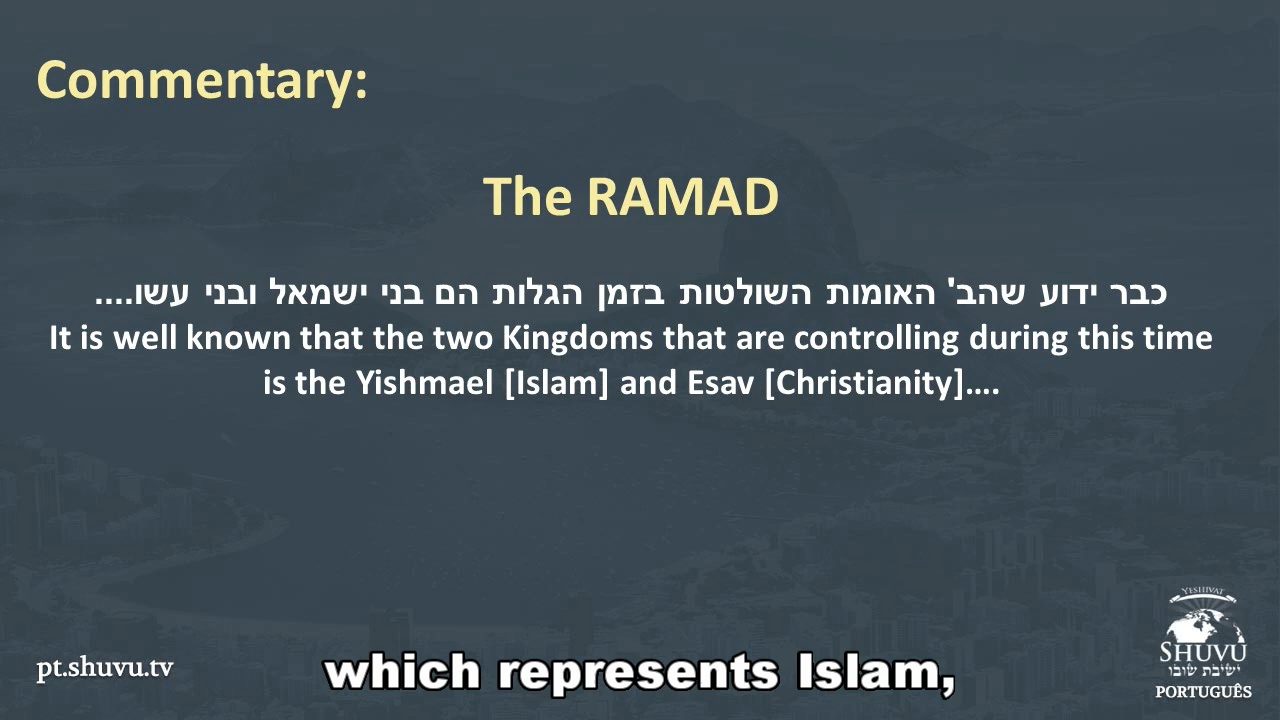 Commentary:
The RAMAD
כבר ידוע שהב' האומות השולטות בזמן הגלות הם בני ישמאל ובני עשו....
It is well known that the two Kingdoms that are controlling during this time
is the Yishmael [Islam] and Esav [Christianity]....
which represents Islam,
pt.shuvu.tv
YESHIVAT
SHUVU
ישיבת שובו
PORTUGUÊS